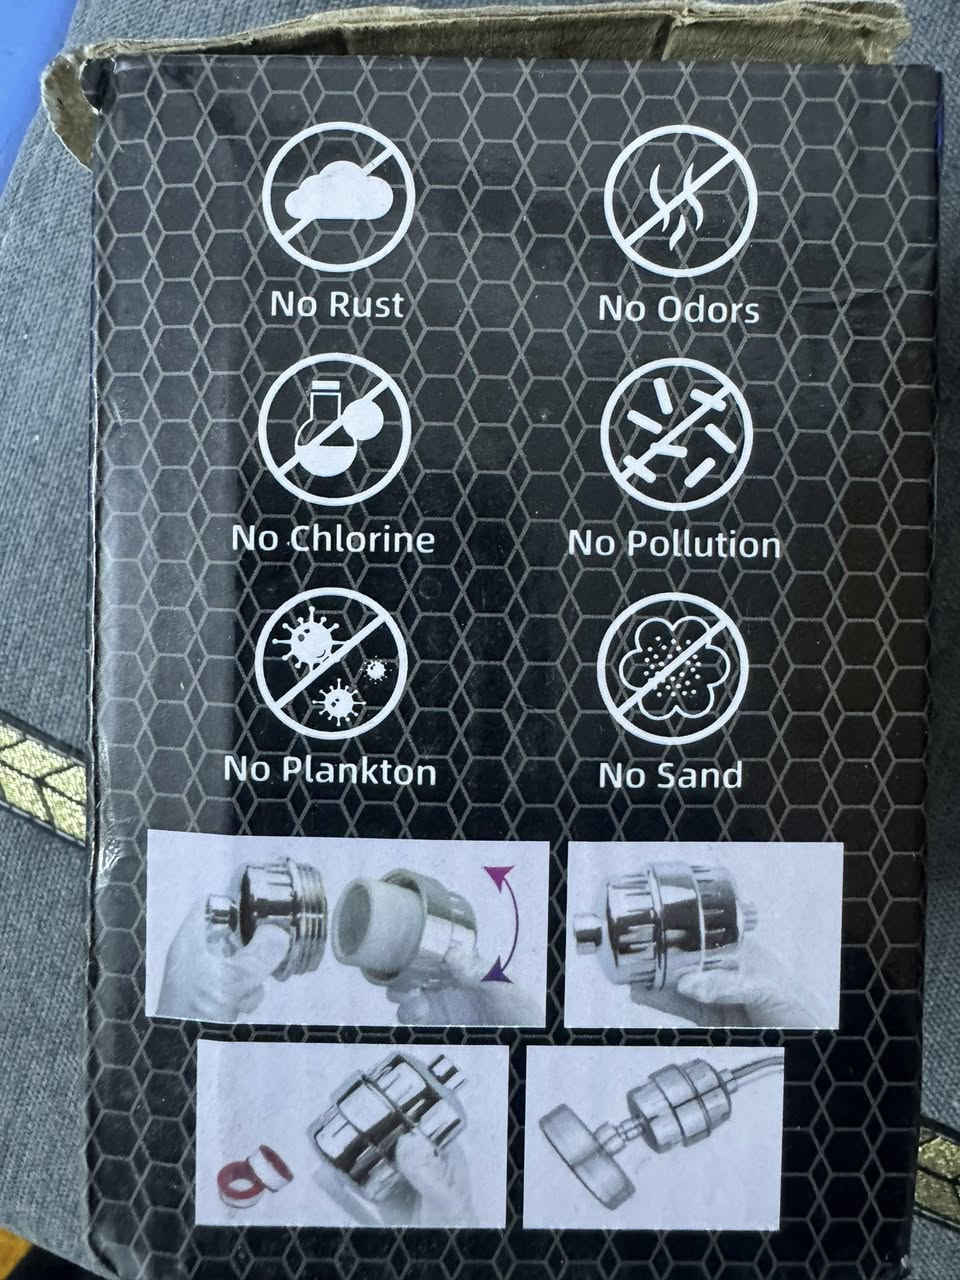 No Rust
No Odors
No Chlorine
No Pollution
No Plankton
No Sand